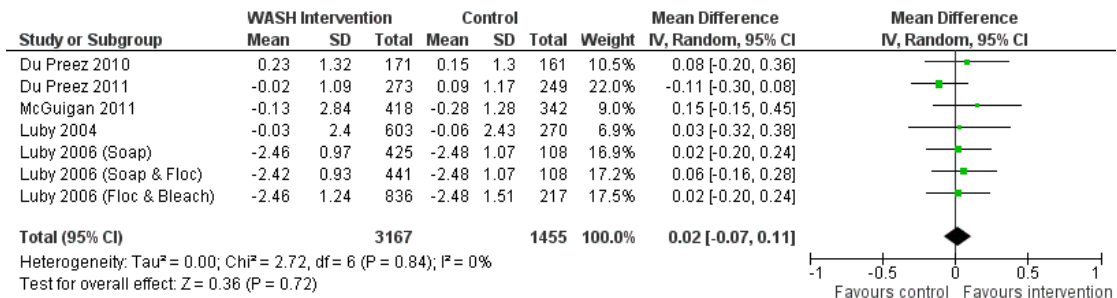 WASH Intervention Control Mean Difference Mean Difference
Study or Subgroup Mean SD Total Mean SD Total Weight IV, Random, 95% CI IV, Random, 95% CI
Du Preez 2010 0.23 1.32 171 0.15 1.3 161 10.5% 0.08 [-0.20, 0.36]
Du Preez 2011 -0.02 1.09 273 0.09 1.17 249 22.0% -0.11 [-0.30, 0.08]
McGuigan 2011 -0.13 2.84 418 -0.28 1.28 342 9.0% 0.15 [-0.15, 0.45]
Luby 2004 -0.03 2.4 603 -0.06 2.43 270 6.9% 0.03 [-0.32, 0.38]
Luby 2006 (Soap) -2.46 0.97 425 -2.48 1.07 108 16.9% 0.02 [-0.20, 0.24]
Luby 2006 (Soap & Floc) -2.42 0.93 441 -2.48 1.07 108 17.2% 0.06 [-0.16, 0.28]
Luby 2006 (Floc & Bleach) -2.46 1.24 836 -2.48 1.51 217 17.5% 0.02 [-0.20, 0.24]
Total (95% CI) 3167 1455 100.0% 0.02 [-0.07, 0.11]
Heterogeneity: Tau² = 0.00; Chi² = 2.72, df = 6 (P = 0.84); I² = 0%
Test for overall effect: Z = 0.36 (P = 0.72)
-1 -0.5 0 0.5 1
Favours control Favours intervention